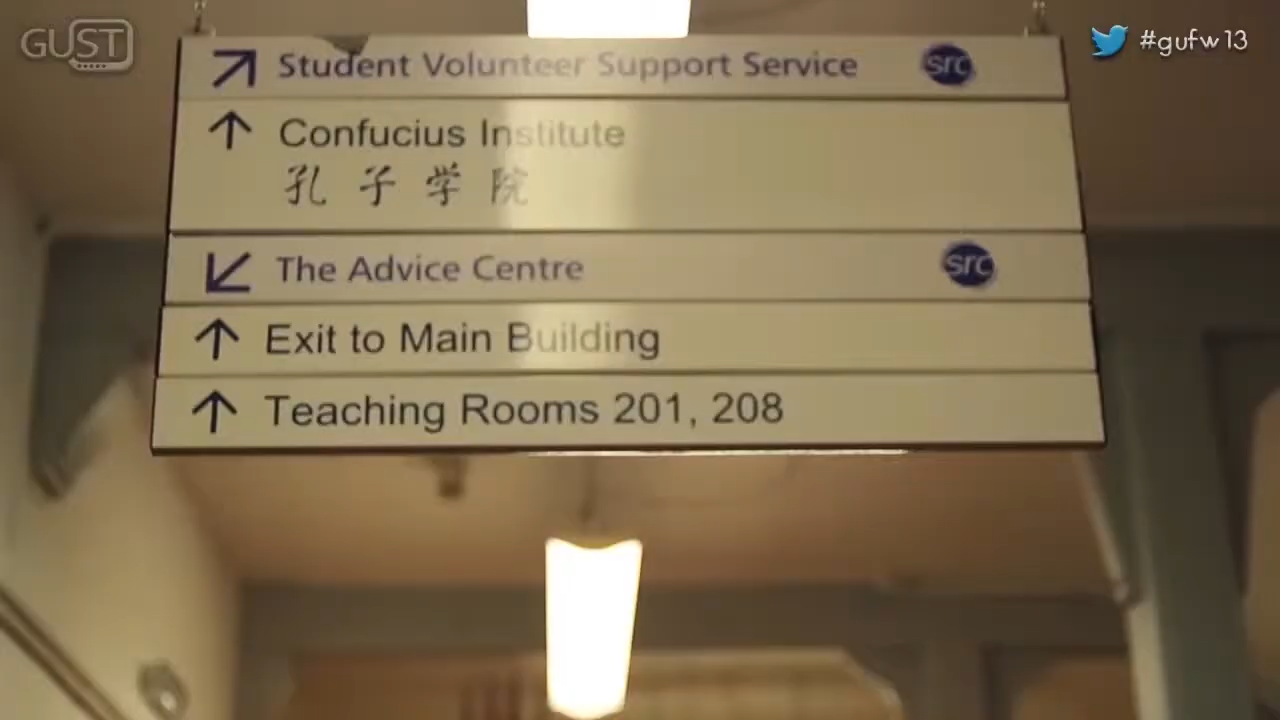 GUST
#gufw13
Student Volunteer Support Service src
Confucius Institute
孔子学院
The Advice Centre src
Exit to Main Building
Teaching Rooms 201, 208